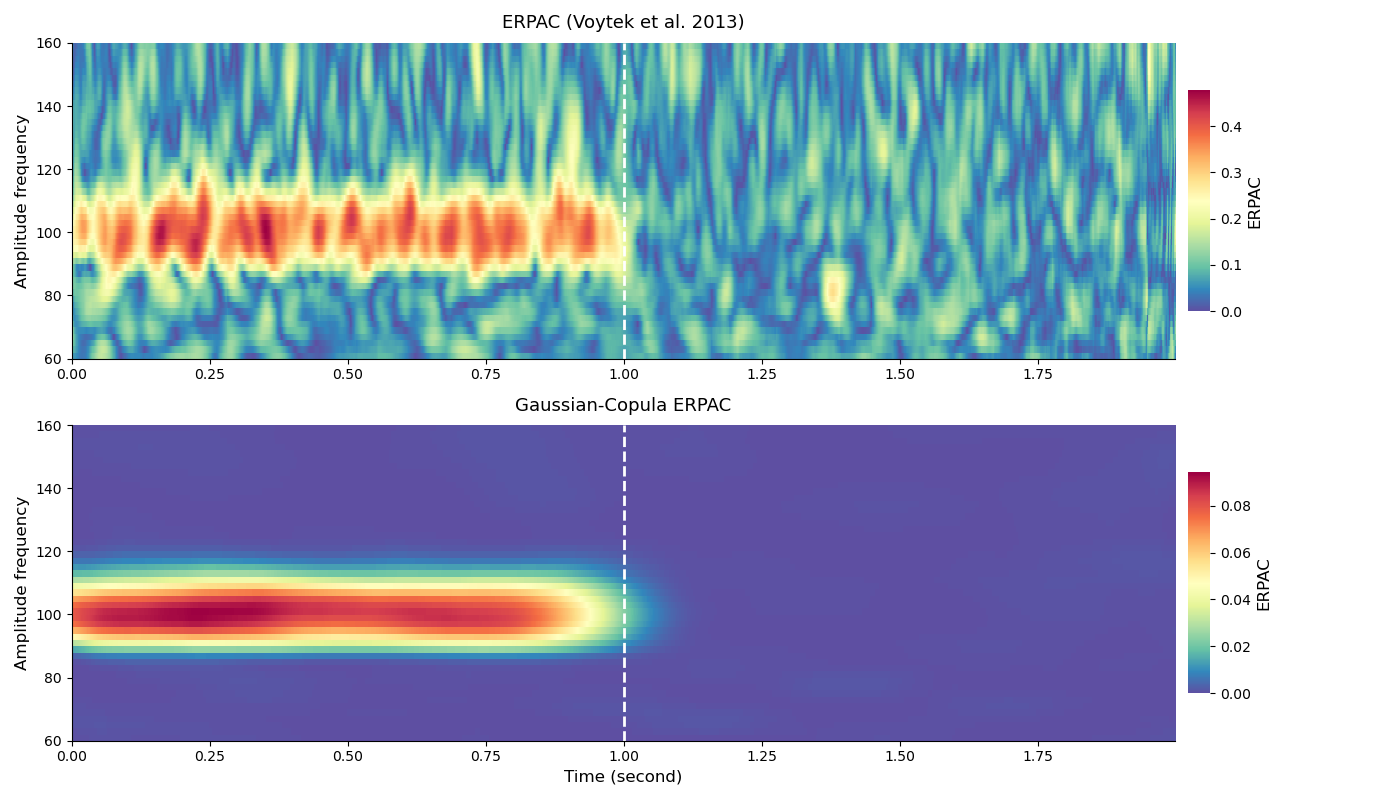 ERPAC (Voytek et al. 2013)
160
140
120
100
80
60
Amplitude frequency
0.00 0.25 0.50 0.75 1.00 1.25 1.50 1.75
0.4
0.3
0.2
0.1
0.0
ERPAC
Gaussian-Copula ERPAC
160
140
120
100
80
60
Amplitude frequency
0.00 0.25 0.50 0.75 1.00 1.25 1.50 1.75
Time (second)
0.08
0.06
0.04
0.02
0.00
ERPAC